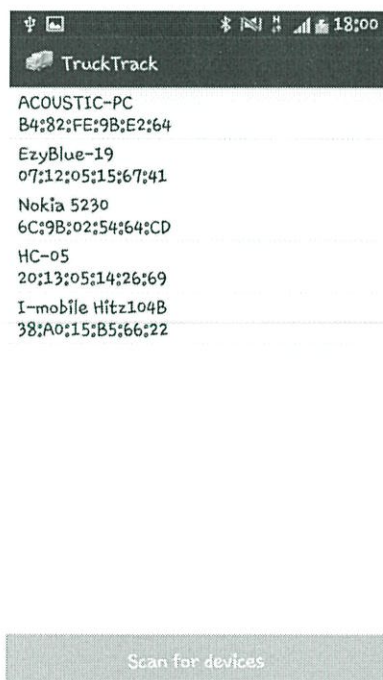 18:00
TruckTrack
ACOUSTIC-PC
B4:82:FE:9B:E2:64
EzyBlue-19
07:12:05:15:67:41
Nokia 5230
6C:9B:02:54:64:CD
HC-05
20:13:05:14:26:69
I-mobile Hitz104B
38:A0:15:B5:66:22
Scan for devices